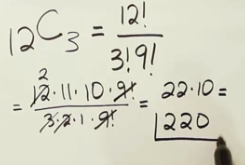 12C3 = 12! / 3!9!
2
= 12·11·10·9! / 3·2·1·9! = 22·10 =
220